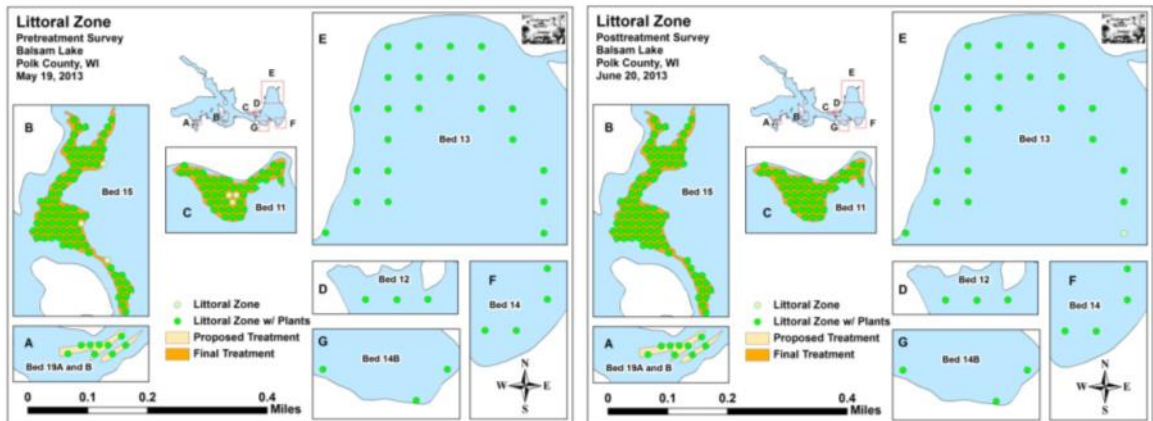 Littoral Zone
Pretreatment Survey
Balsam Lake
Polk County, WI
May 19, 2013
E
D
C
A
B
G
F
E
Bed 13
B
Bed 15
C
Bed 11
Littoral Zone
Littoral Zone w/ Plants
Proposed Treatment
Final Treatment
A
Bed 19A and B
D
Bed 12
F
Bed 14
G
Bed 14B
N
W E
S
0 0.1 0.2 0.4
Miles
Littoral Zone
Posttreatment Survey
Balsam Lake
Polk County, WI
June 20, 2013
E
D
C
A
B
G
F
E
Bed 13
B
Bed 15
C
Bed 11
Littoral Zone
Littoral Zone w/ Plants
Proposed Treatment
Final Treatment
A
Bed 19A and B
D
Bed 12
F
Bed 14
G
Bed 14B
N
W E
S
0 0.1 0.2 0.4
Miles